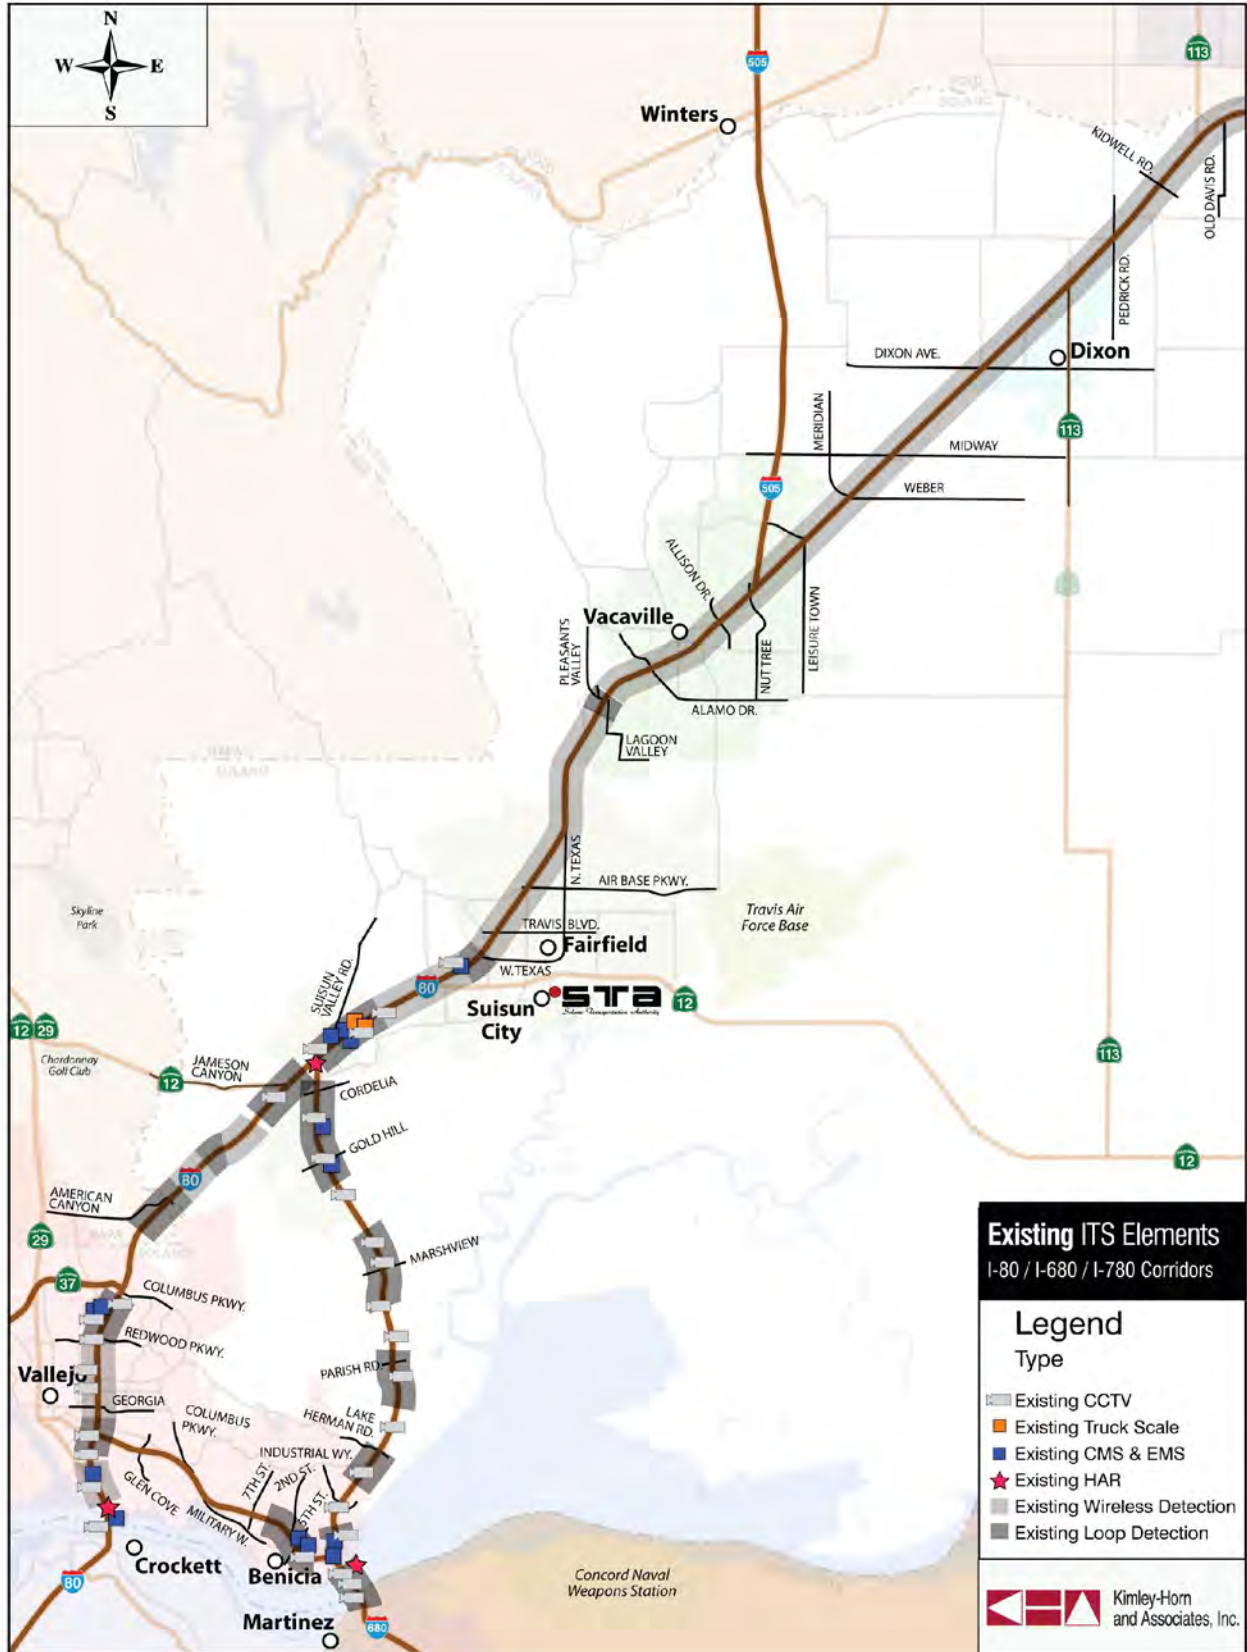 N
W E
S
113
505
Winters
KIDWELL RD.
OLD DAVIS RD.
PEDRICK RD.
DIXON AVE.
Dixon
MERIDIAN
113
MIDWAY
505
WEBER
ALLISON DR.
Vacaville
PLEASANTS
VALLEY
NUT TREE
LEISURE TOWN
ALAMO DR.
LAGOON
VALLEY
N. TEXAS
AIR BASE PKWY.
Skyline
Park
Travis Air
Force Base
TRAVIS BLVD.
Fairfield
W. TEXAS
SUISUN
VALLEY RD.
80
Suisun
City
STA
Solano Transportation Authority
12
12 29
Chardonnay
Golf Club
JAMESON
CANYON
12
113
CORDELIA
GOLD HILL
12
80
AMERICAN
CANYON
29
MARSHVIEW
37
COLUMBUS PKWY.
REDWOOD PKWY.
Vallejo
PARISH RD.
GEORGIA
COLUMBUS
PKWY.
LAKE
HERMAN RD.
INDUSTRIAL WY.
7TH ST.
2ND ST.
5TH ST.
GLEN COVE
MILITARY W.
Crockett
Benicia
80
Concord Naval
Weapons Station
Martinez
680
Existing ITS Elements
I-80 / I-680 / I-780 Corridors
Legend
Type
Existing CCTV
Existing Truck Scale
Existing CMS & EMS
Existing HAR
Existing Wireless Detection
Existing Loop Detection
Kimley-Horn
and Associates, Inc.